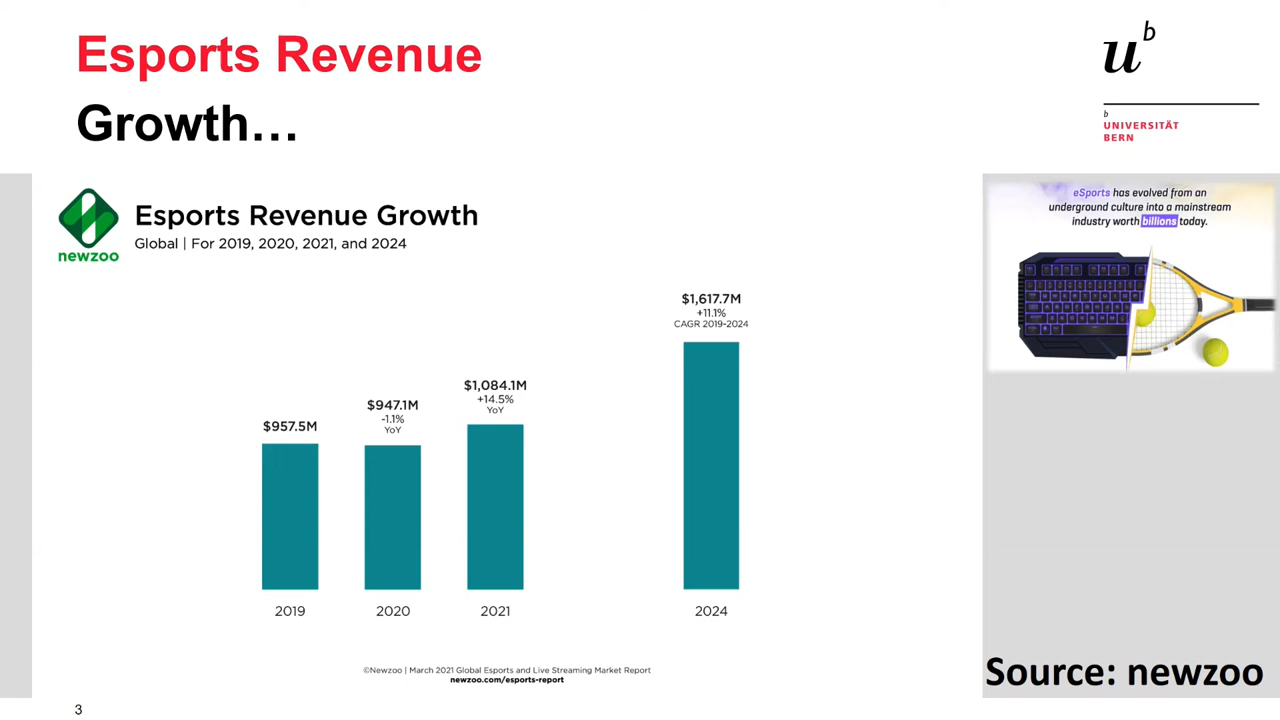 Esports Revenue
Growth…
u
b
b
UNIVERSITÄT
BERN
newzoo
Esports Revenue Growth
Global | For 2019, 2020, 2021, and 2024
$957.5M
$947.1M
-1.1%
YoY
$1,084.1M
+14.5%
YoY
$1,617.7M
+11.1%
CAGR 2019-2024
2019
2020
2021
2024
©Newzoo | March 2021 Global Esports and Live Streaming Market Report
newzoo.com/esports-report
eSports has evolved from an
underground culture into a mainstream
industry worth billions today.
Source: newzoo
3